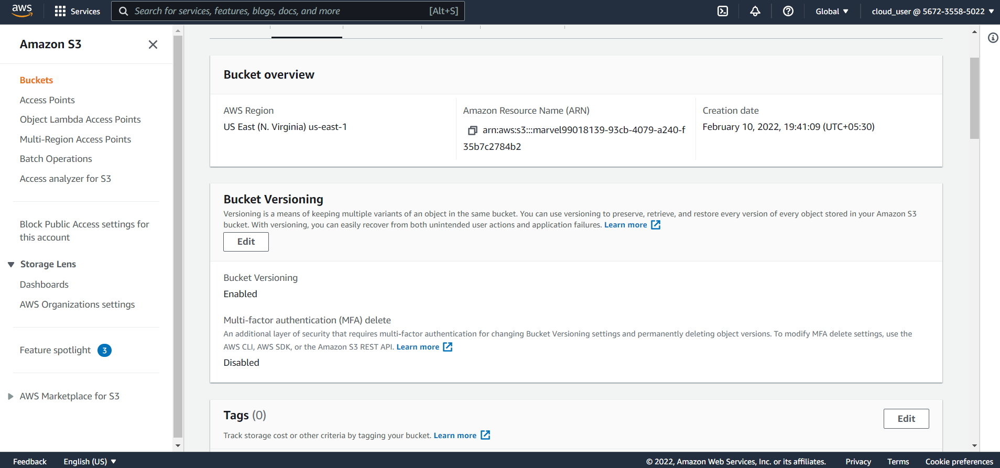 aws
Services
Search for services, features, blogs, docs, and more
[Alt+S]
Global
cloud_user @ 5672-3558-5022
Amazon S3
Buckets
Access Points
Object Lambda Access Points
Multi-Region Access Points
Batch Operations
Access analyzer for S3
Block Public Access settings for
this account
Storage Lens
Dashboards
AWS Organizations settings
Feature spotlight 3
AWS Marketplace for S3
Bucket overview
AWS Region
US East (N. Virginia) us-east-1
Amazon Resource Name (ARN)
arn:aws:s3:::marvel99018139-93cb-4079-a240-f
35b7c2784b2
Creation date
February 10, 2022, 19:41:09 (UTC+05:30)
Bucket Versioning
Versioning is a means of keeping multiple variants of an object in the same bucket. You can use versioning to preserve, retrieve, and restore every version of every object stored in your Amazon S3
bucket. With versioning, you can easily recover from both unintended user actions and application failures. Learn more
Edit
Bucket Versioning
Enabled
Multi-factor authentication (MFA) delete
An additional layer of security that requires multi-factor authentication for changing Bucket Versioning settings and permanently deleting object versions. To modify MFA delete settings, use the
AWS CLI, AWS SDK, or the Amazon S3 REST API. Learn more
Disabled
Tags (0)
Edit
Track storage cost or other criteria by tagging your bucket. Learn more
Feedback
English (US)
© 2022, Amazon Web Services, Inc. or its affiliates.
Privacy
Terms
Cookie preferences